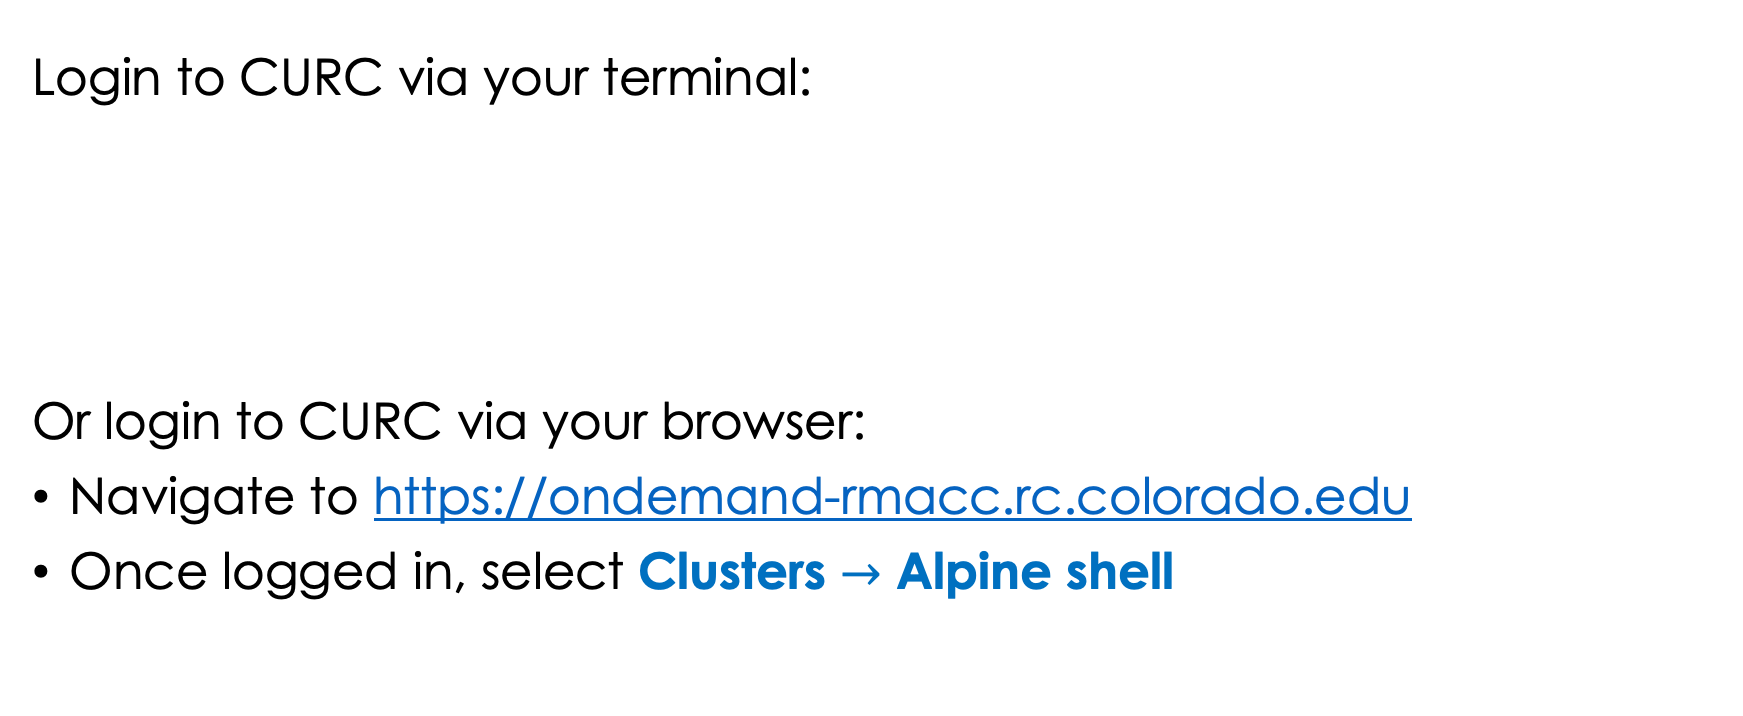 Login to CURC via your terminal:
Or login to CURC via your browser:
• Navigate to https://ondemand-rmacc.rc.colorado.edu
• Once logged in, select Clusters → Alpine shell